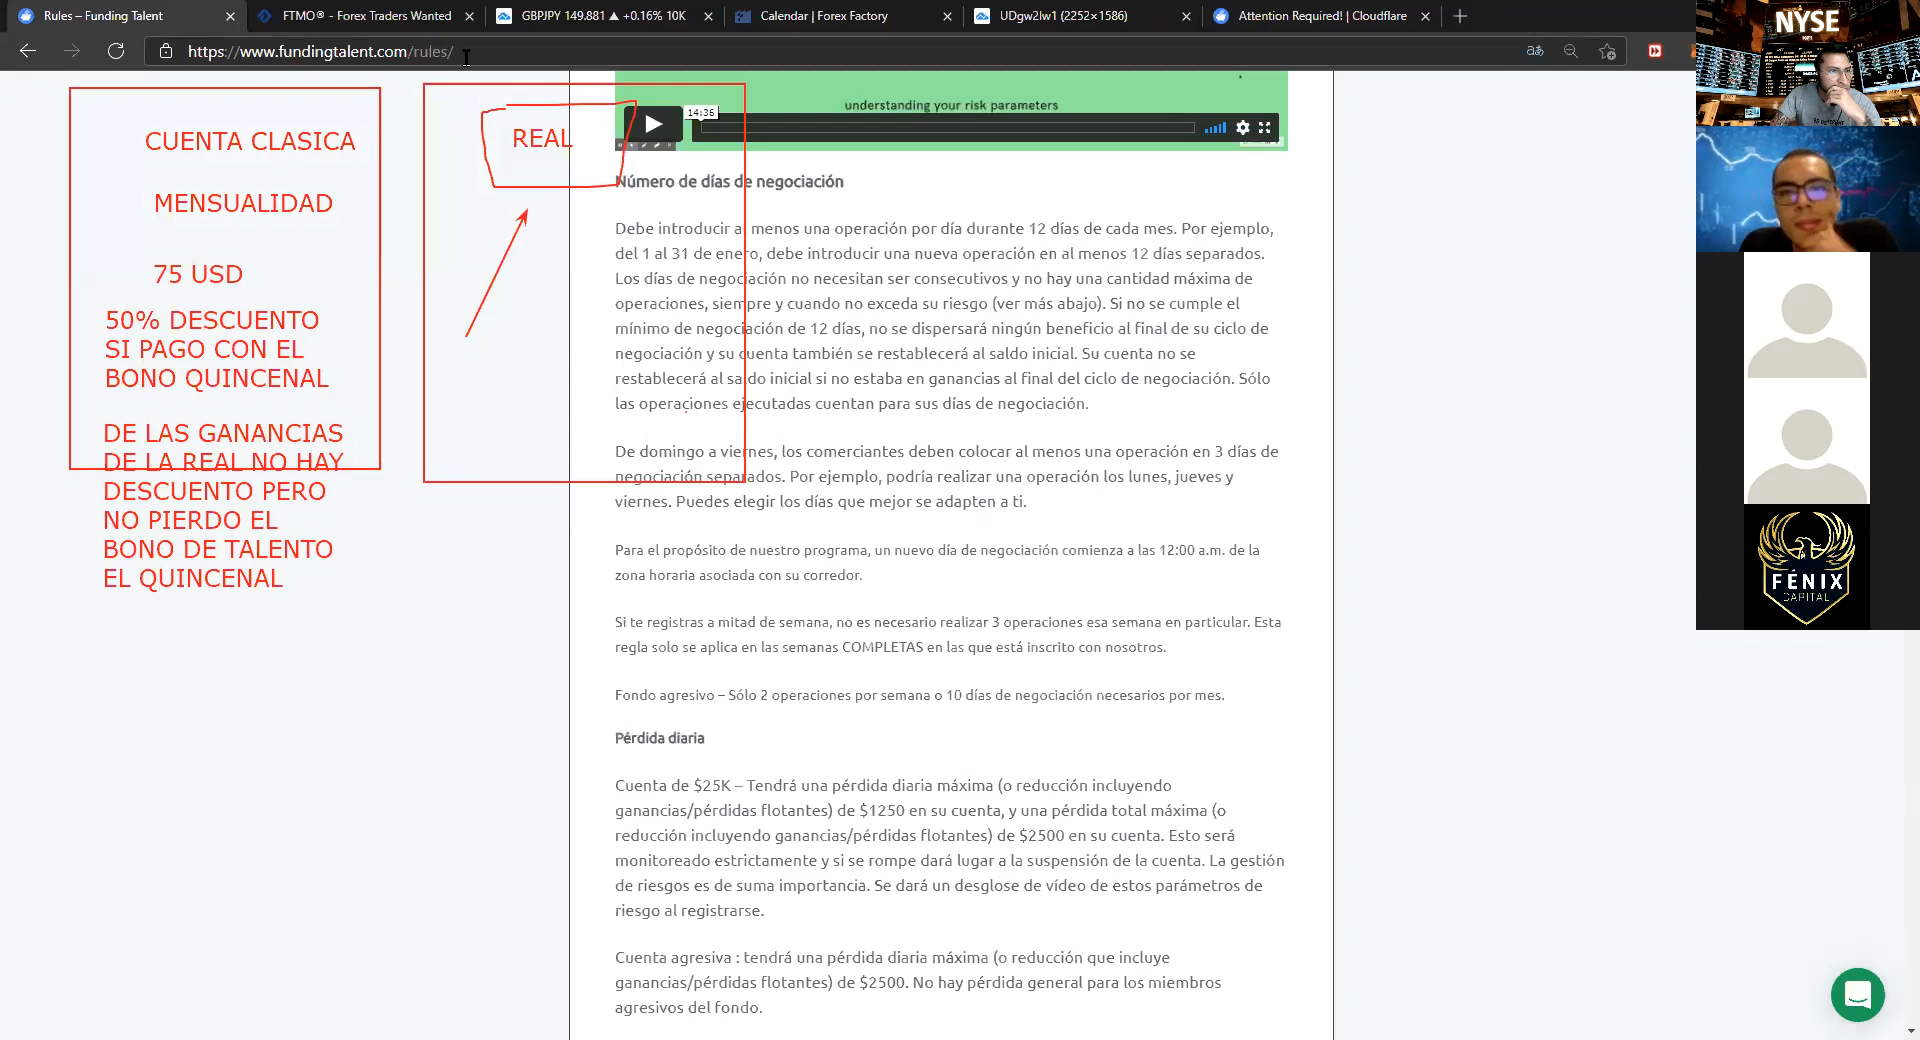 Rules – Funding Talent
FTMO® - Forex Traders Wanted
GBPJPY 149.881 ▲ +0.16% 10K
Calendar | Forex Factory
UDgw2lw1 (2252×1586)
Attention Required! | Cloudflare
https://www.fundingtalent.com/rules/
NYSE
CUENTA CLASICA
MENSUALIDAD
75 USD
50% DESCUENTO
SI PAGO CON EL
BONO QUINCENAL
DE LAS GANANCIAS
DE LA REAL NO HAY
DESCUENTO PERO
NO PIERDO EL
BONO DE TALENTO
EL QUINCENAL
REAL
understanding your risk parameters
14:36
Número de días de negociación
Debe introducir al menos una operación por día durante 12 días de cada mes. Por ejemplo,
del 1 al 31 de enero, debe introducir una nueva operación en al menos 12 días separados.
Los días de negociación no necesitan ser consecutivos y no hay una cantidad máxima de
operaciones, siempre y cuando no exceda su riesgo (ver más abajo). Si no se cumple el
mínimo de negociación de 12 días, no se dispersará ningún beneficio al final de su ciclo de
negociación y su cuenta también se restablecerá al saldo inicial. Su cuenta no se
restablecerá al saldo inicial si no estaba en ganancias al final del ciclo de negociación. Sólo
las operaciones ejecutadas cuentan para sus días de negociación.
De domingo a viernes, los comerciantes deben colocar al menos una operación en 3 días de
negociación separados. Por ejemplo, podría realizar una operación los lunes, jueves y
viernes. Puedes elegir los días que mejor se adapten a ti.
Para el propósito de nuestro programa, un nuevo día de negociación comienza a las 12:00 a.m. de la
zona horaria asociada con su corredor.
Si te registras a mitad de semana, no es necesario realizar 3 operaciones esa semana en particular. Esta
regla solo se aplica en las semanas COMPLETAS en las que está inscrito con nosotros.
Fondo agresivo – Sólo 2 operaciones por semana o 10 días de negociación necesarios por mes.
Pérdida diaria
Cuenta de $25K – Tendrá una pérdida diaria máxima (o reducción incluyendo
ganancias/pérdidas flotantes) de $1250 en su cuenta, y una pérdida total máxima (o
reducción incluyendo ganancias/pérdidas flotantes) de $2500 en su cuenta. Esto será
monitoreado estrictamente y si se rompe dará lugar a la suspensión de la cuenta. La gestión
de riesgos es de suma importancia. Se dará un desglose de vídeo de estos parámetros de
riesgo al registrarse.
Cuenta agresiva : tendrá una pérdida diaria máxima (o reducción que incluye
ganancias/pérdidas flotantes) de $2500. No hay pérdida general para los miembros
agresivos del fondo.
FÉNIX
CAPITAL